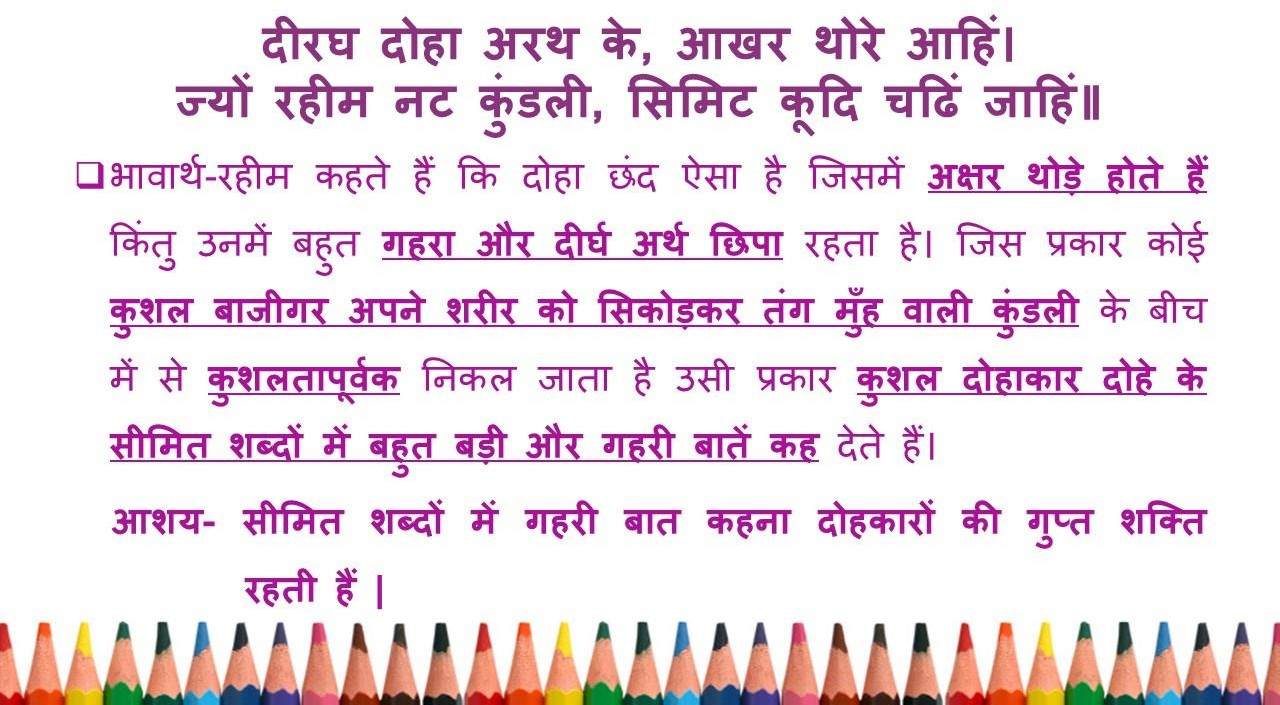 दीरघ दोहा अरथ के, आखर थोरे आहिं।
ज्यों रहीम नट कुंडली, सिमिट कूदि चढिं जाहिं॥
❑भावार्थ-रहीम कहते हैं कि दोहा छंद ऐसा है जिसमें अक्षर थोड़े होते हैं
किंतु उनमें बहुत गहरा और दीर्घ अर्थ छिपा रहता है। जिस प्रकार कोई
कुशल बाजीगर अपने शरीर को सिकोड़कर तंग मुँह वाली कुंडली के बीच
में से कुशलतापूर्वक निकल जाता है उसी प्रकार कुशल दोहाकार दोहे के
सीमित शब्दों में बहुत बड़ी और गहरी बातें कह देते हैं।
आशय- सीमित शब्दों में गहरी बात कहना दोहकारों की गुप्त शक्ति
रहती हैं |